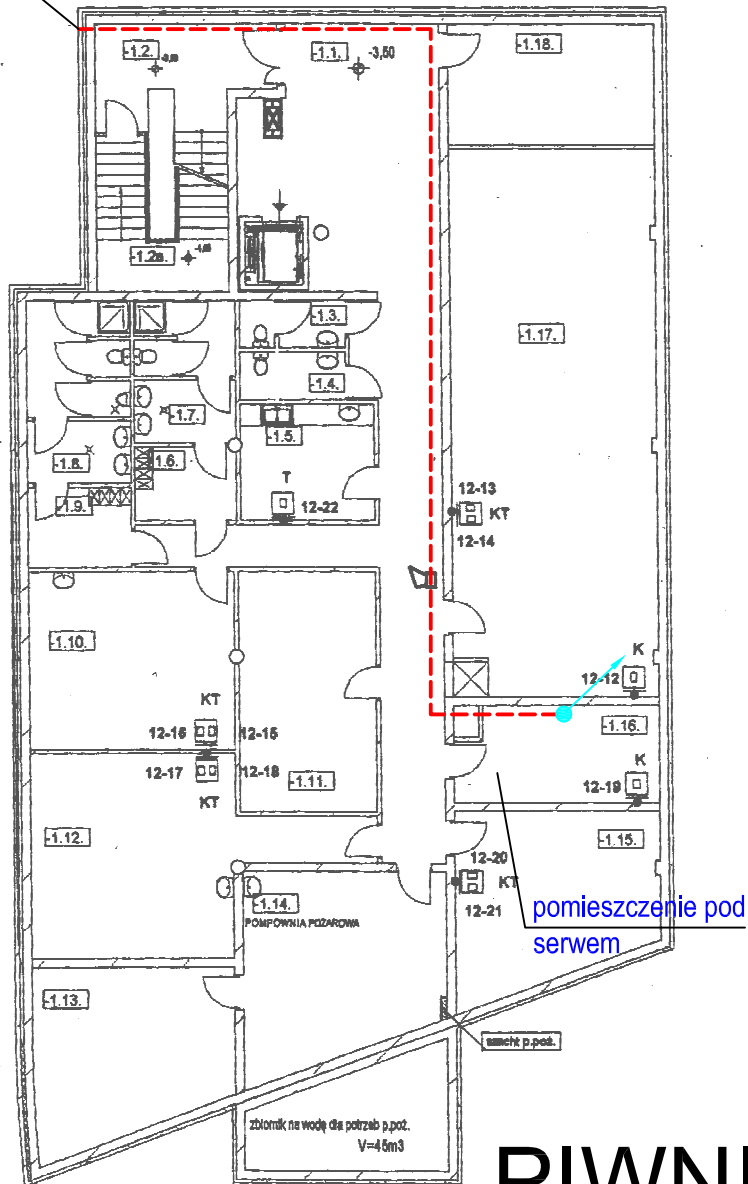 -1.2.
-1.1.
-3,50
-1.18.
-1.2a.
-1.3.
-1.17.
-1.4.
-1.7.
-1.5.
-1.8.
1.6.
T
12-22
12-13
KT
12-14
-1.9.
-1.10.
K
12-12
KT
12-16
12-15
-1.16.
12-17
12-18
K
12-19
KT
-1.11.
-1.12.
-1.15.
12-20
KT
12-21
-1.14.
POMPOWNIA POŻAROWA
pomieszczenie pod
serwem
-1.13.
szacht p.poż.
zbiornik na wodę dla potrzeb p.poż.
V=45m3
PIWNI